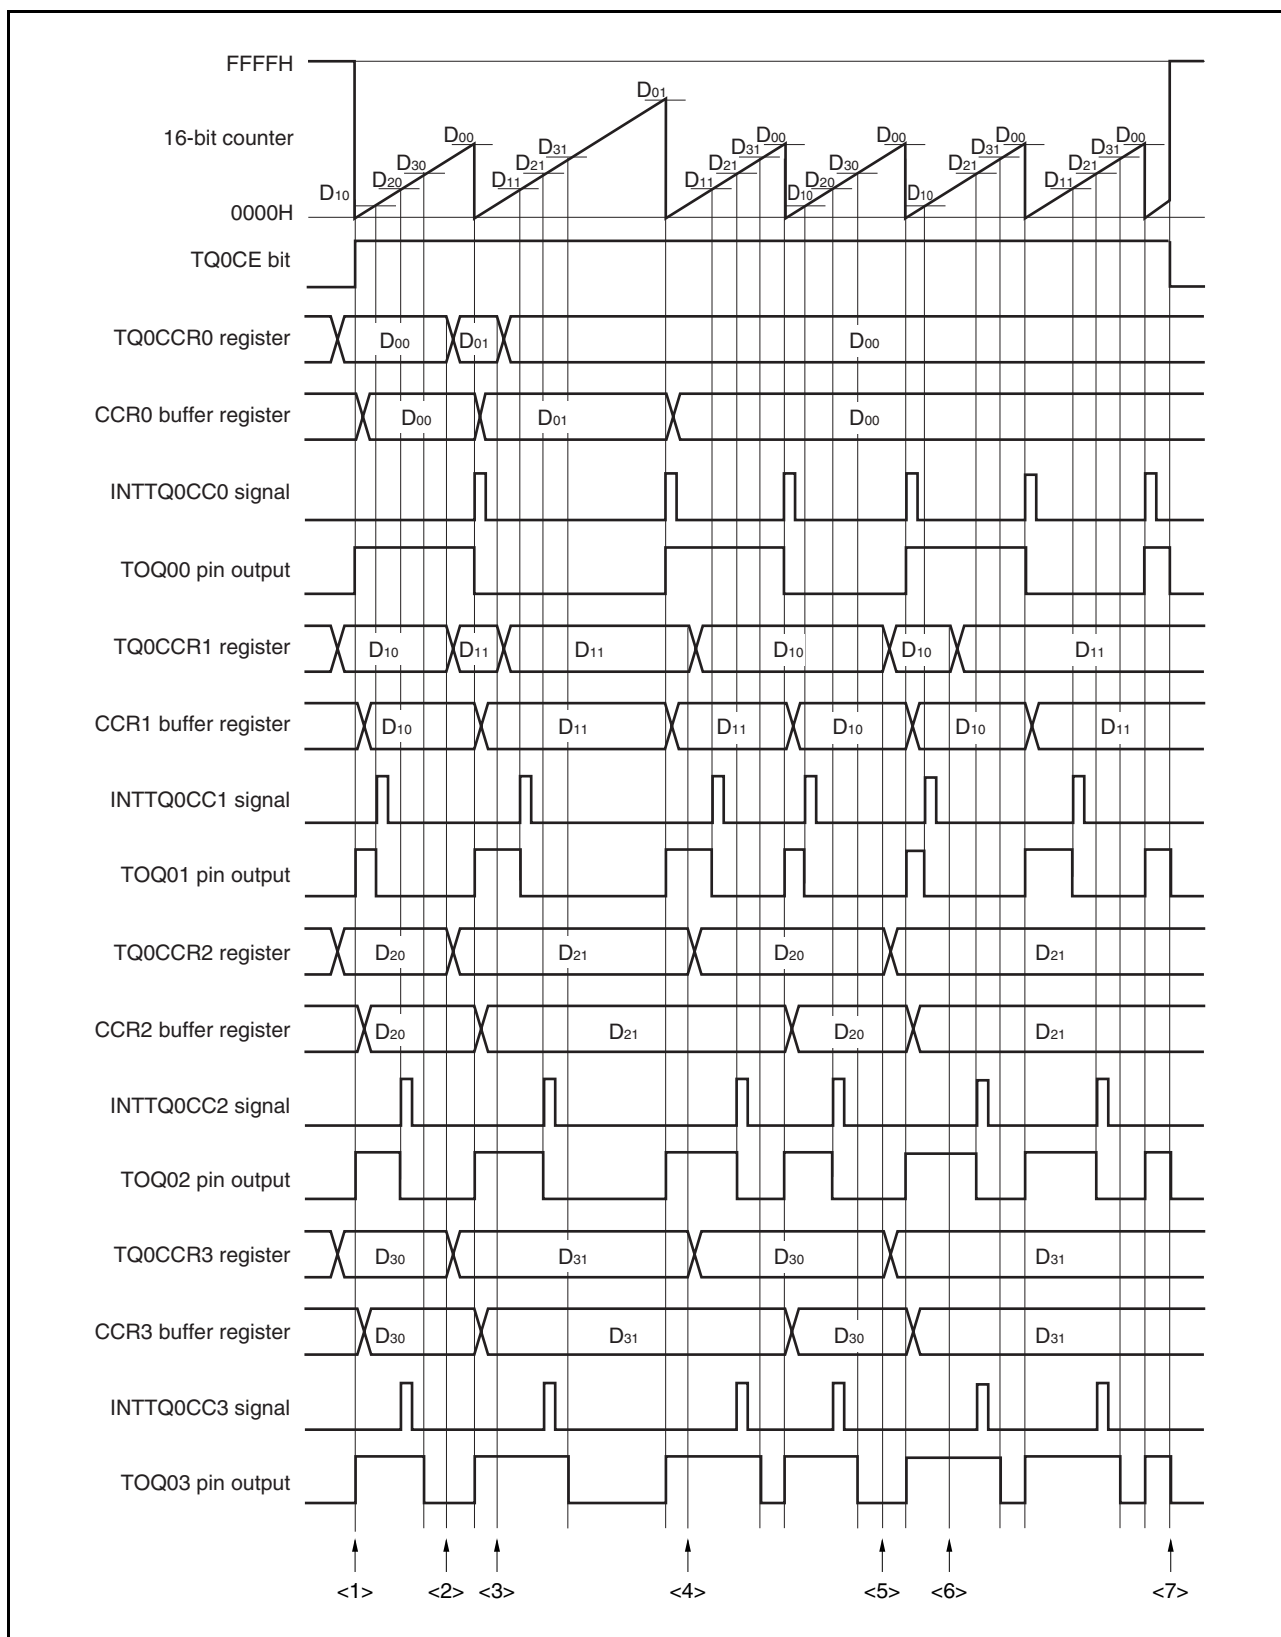 FFFFH
16-bit counter
0000H
D10 D20 D30 D00
D11 D21 D31 D01
D11 D21 D31 D00
D10 D20 D30 D00
D10 D21 D31 D00
D11 D21 D31 D00
TQ0CE bit
TQ0CCR0 register D00 D01 D00
CCR0 buffer register D00 D01 D00
INTTQ0CC0 signal
TOQ00 pin output
TQ0CCR1 register D10 D11 D11 D10 D10 D11
CCR1 buffer register D10 D11 D11 D10 D10 D11
INTTQ0CC1 signal
TOQ01 pin output
TQ0CCR2 register D20 D21 D20 D21
CCR2 buffer register D20 D21 D20 D21
INTTQ0CC2 signal
TOQ02 pin output
TQ0CCR3 register D30 D31 D30 D31
CCR3 buffer register D30 D31 D30 D31
INTTQ0CC3 signal
TOQ03 pin output
<1> <2> <3> <4> <5> <6> <7>